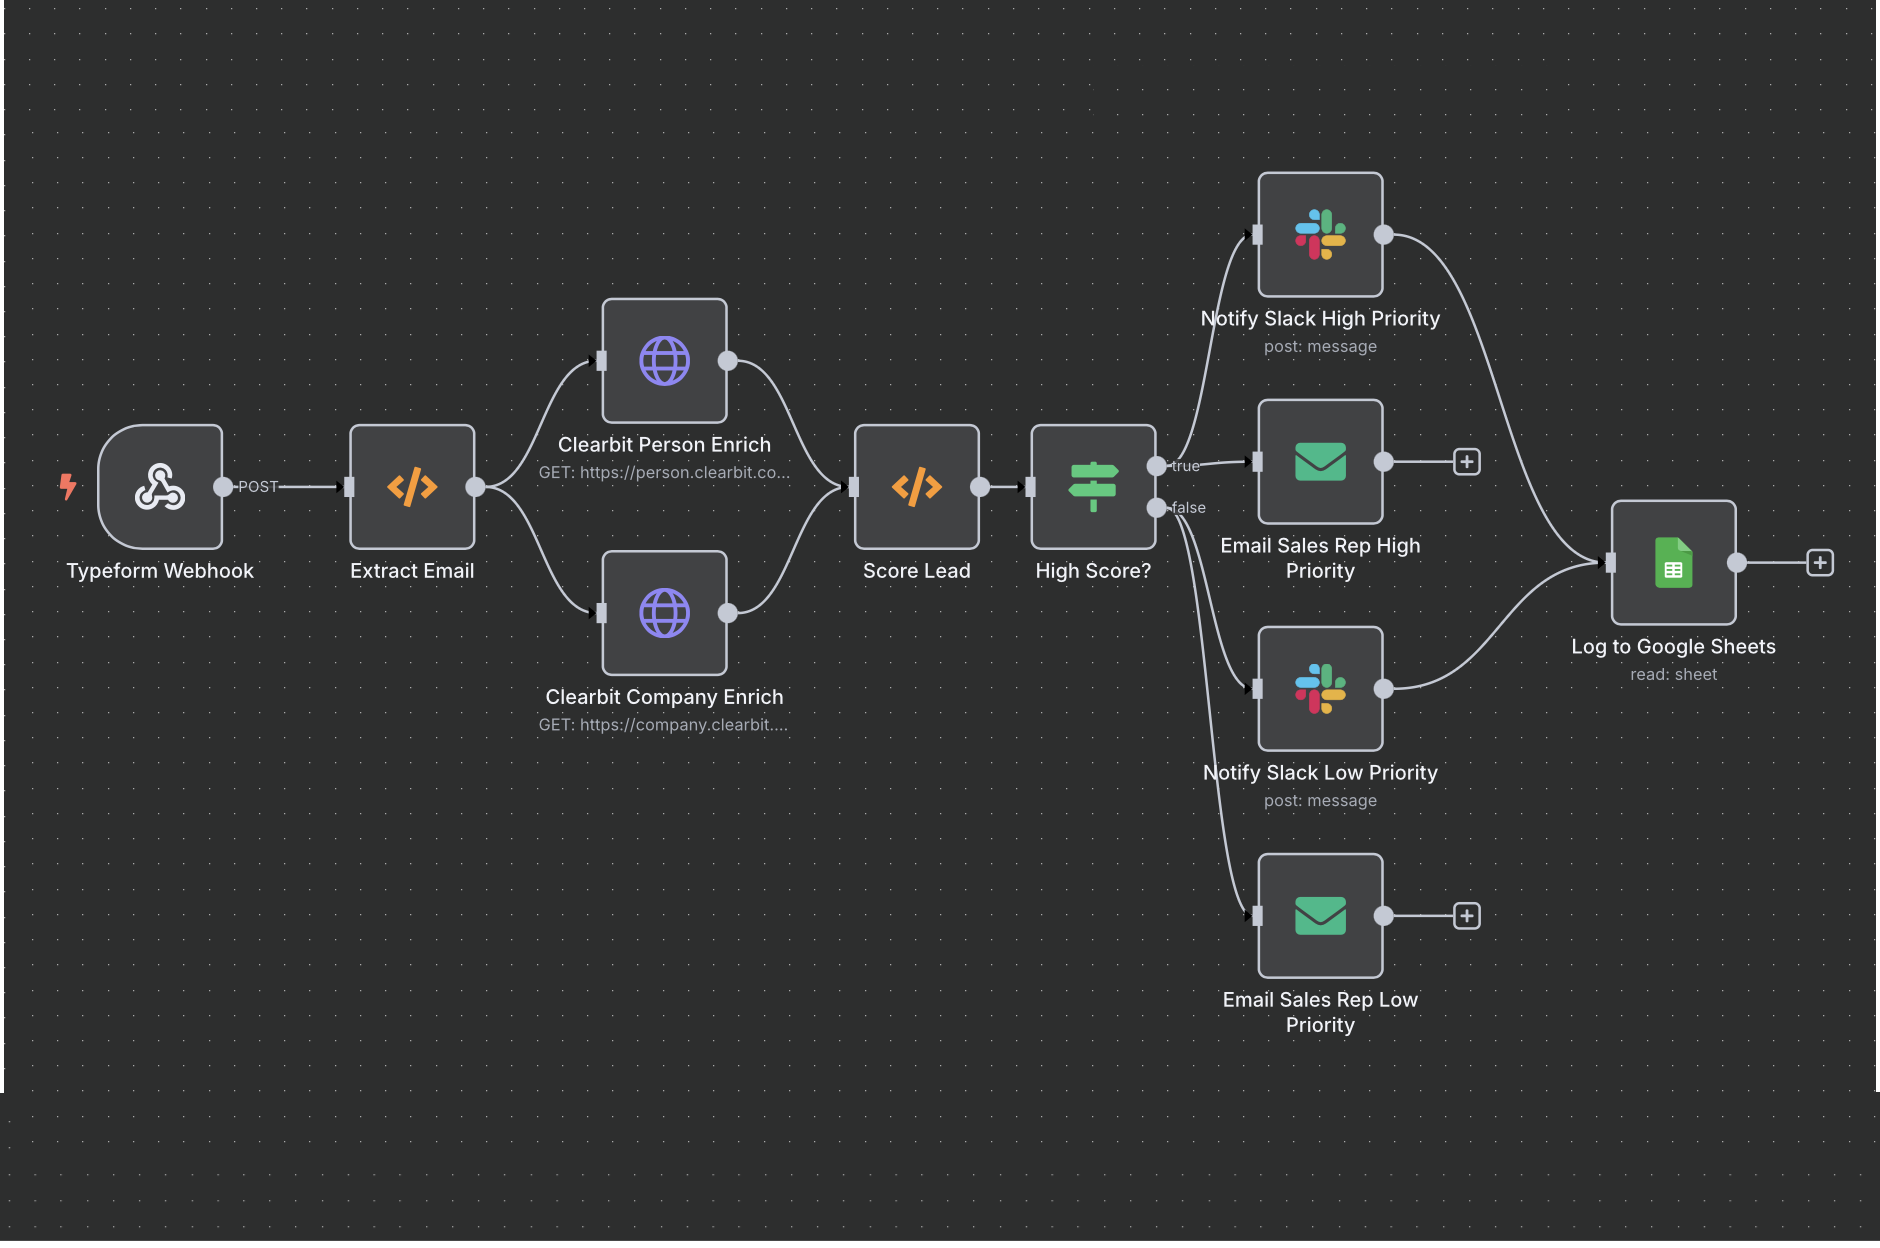 POST
Typeform Webhook
Extract Email
Clearbit Person Enrich
GET: https://person.clearbit.co...
Clearbit Company Enrich
GET: https://company.clearbit....
Score Lead
High Score?
true
false
Notify Slack High Priority
post: message
Email Sales Rep High
Priority
Notify Slack Low Priority
post: message
Email Sales Rep Low
Priority
Log to Google Sheets
read: sheet